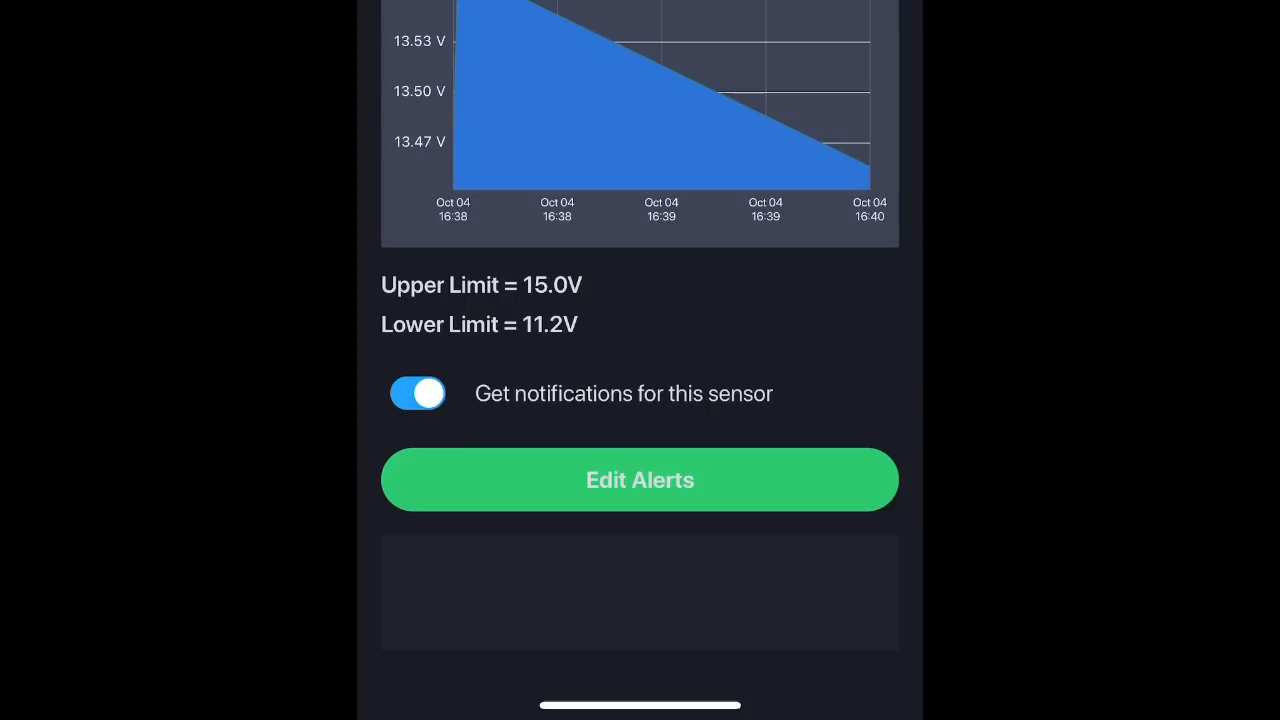 13.53 V
13.50 V
13.47 V
Oct 04 Oct 04 Oct 04 Oct 04 Oct 04
16:38 16:38 16:39 16:39 16:40
Upper Limit = 15.0V
Lower Limit = 11.2V
Get notifications for this sensor
Edit Alerts